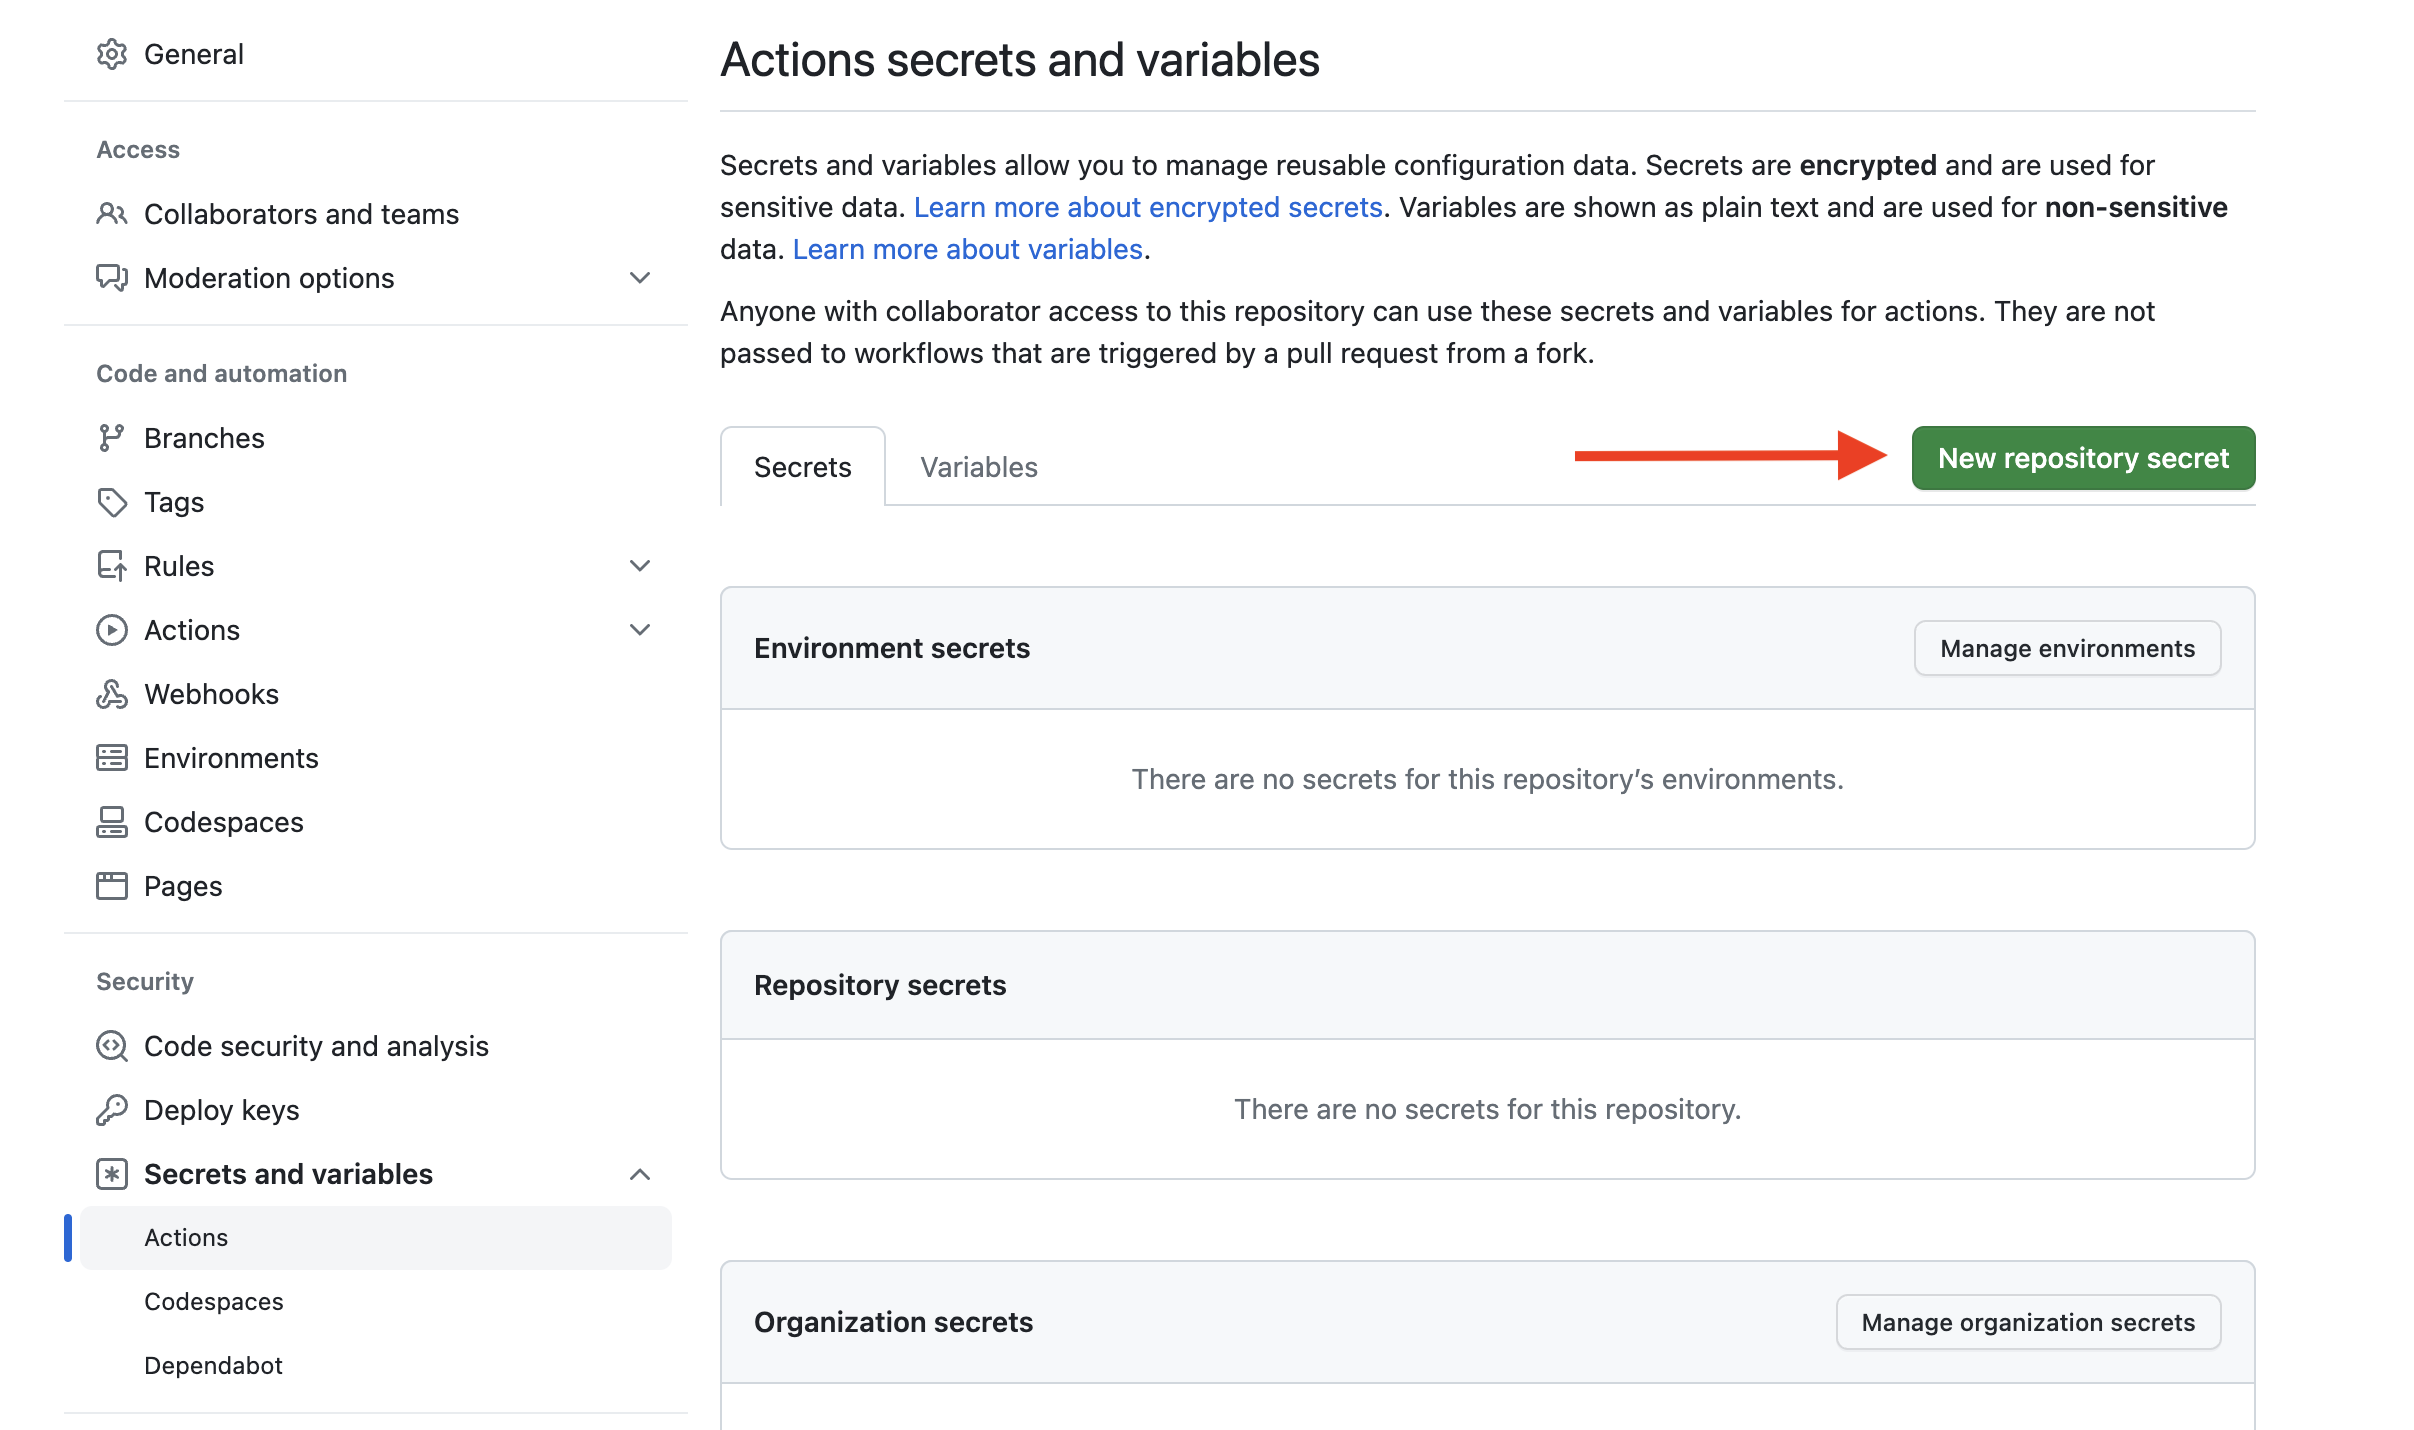 General
Access
Collaborators and teams
Moderation options
Code and automation
Branches
Tags
Rules
Actions
Webhooks
Environments
Codespaces
Pages
Security
Code security and analysis
Deploy keys
Secrets and variables
Actions
Codespaces
Dependabot
Actions secrets and variables
Secrets and variables allow you to manage reusable configuration data. Secrets are encrypted and are used for
sensitive data. Learn more about encrypted secrets. Variables are shown as plain text and are used for non-sensitive
data. Learn more about variables.
Anyone with collaborator access to this repository can use these secrets and variables for actions. They are not
passed to workflows that are triggered by a pull request from a fork.
Secrets
Variables
New repository secret
Environment secrets
Manage environments
There are no secrets for this repository’s environments.
Repository secrets
There are no secrets for this repository.
Organization secrets
Manage organization secrets